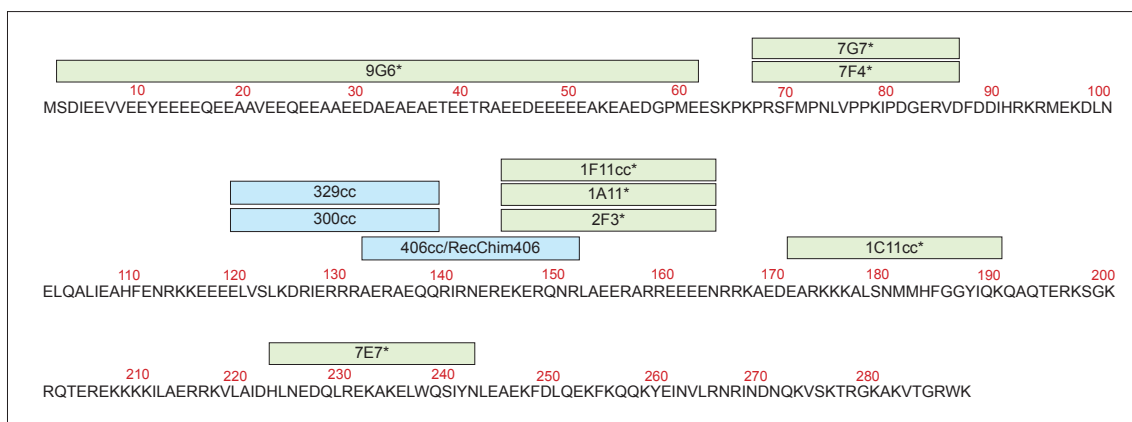 7G7*
9G6* 7F4*
10 20 30 40 50 60 70 80 90 100
MSDIEEVVEEYEEEEQEEAAVEEQEEAAEEDAEAEAETEETRAEEDEEEEEAKEAEDGPMEESKPKPRSFMPNLVPPKIPDGERVDFDDIHRKRMEKDLN
1F11cc*
329cc 1A11*
300cc 2F3*
406cc/RecChim406 1C11cc*
110 120 130 140 150 160 170 180 190 200
ELQALIEAHFENRKKEEEELVSLKDRIERRRAERAEQQRIRNEREKERQNRLAEERARREEEENRRKAEDEARKKKALSNMMHFGGYIQKQAQTERKSGK
7E7*
210 220 230 240 250 260 270 280
RQTEREKKKKILAERRKVLAIDHLNEDQLREKAKELWQSIYNLEAEKFDLQEKFKQQKYEINVLRNRINDNQKVSKTRGKAKVTGRWK